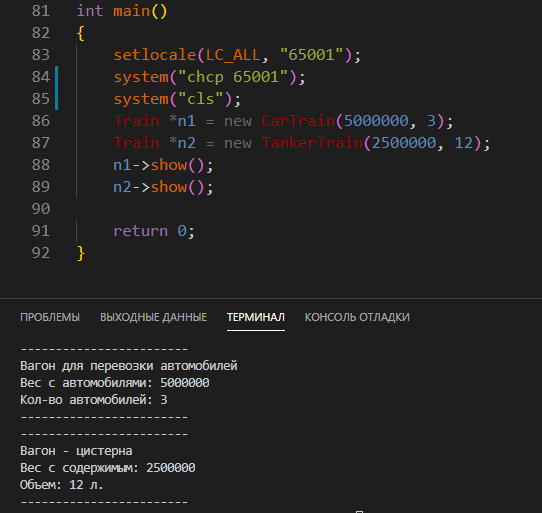 81 int main()
82 {
83 setlocale(LC_ALL, "65001");
84 system("chcp 65001");
85 system("cls");
86 Train *n1 = new CarTrain(5000000, 3);
87 Train *n2 = new TankerTrain(2500000, 12);
88 n1->show();
89 n2->show();
90
91 return 0;
92 }
ПРОБЛЕМЫ ВЫХОДНЫЕ ДАННЫЕ ТЕРМИНАЛ КОНСОЛЬ ОТЛАДКИ
------------------------
Вагон для перевозки автомобилей
Вес с автомобилями: 5000000
Кол-во автомобилей: 3
------------------------
------------------------
Вагон - цистерна
Вес с содержимым: 2500000
Объем: 12 л.
------------------------